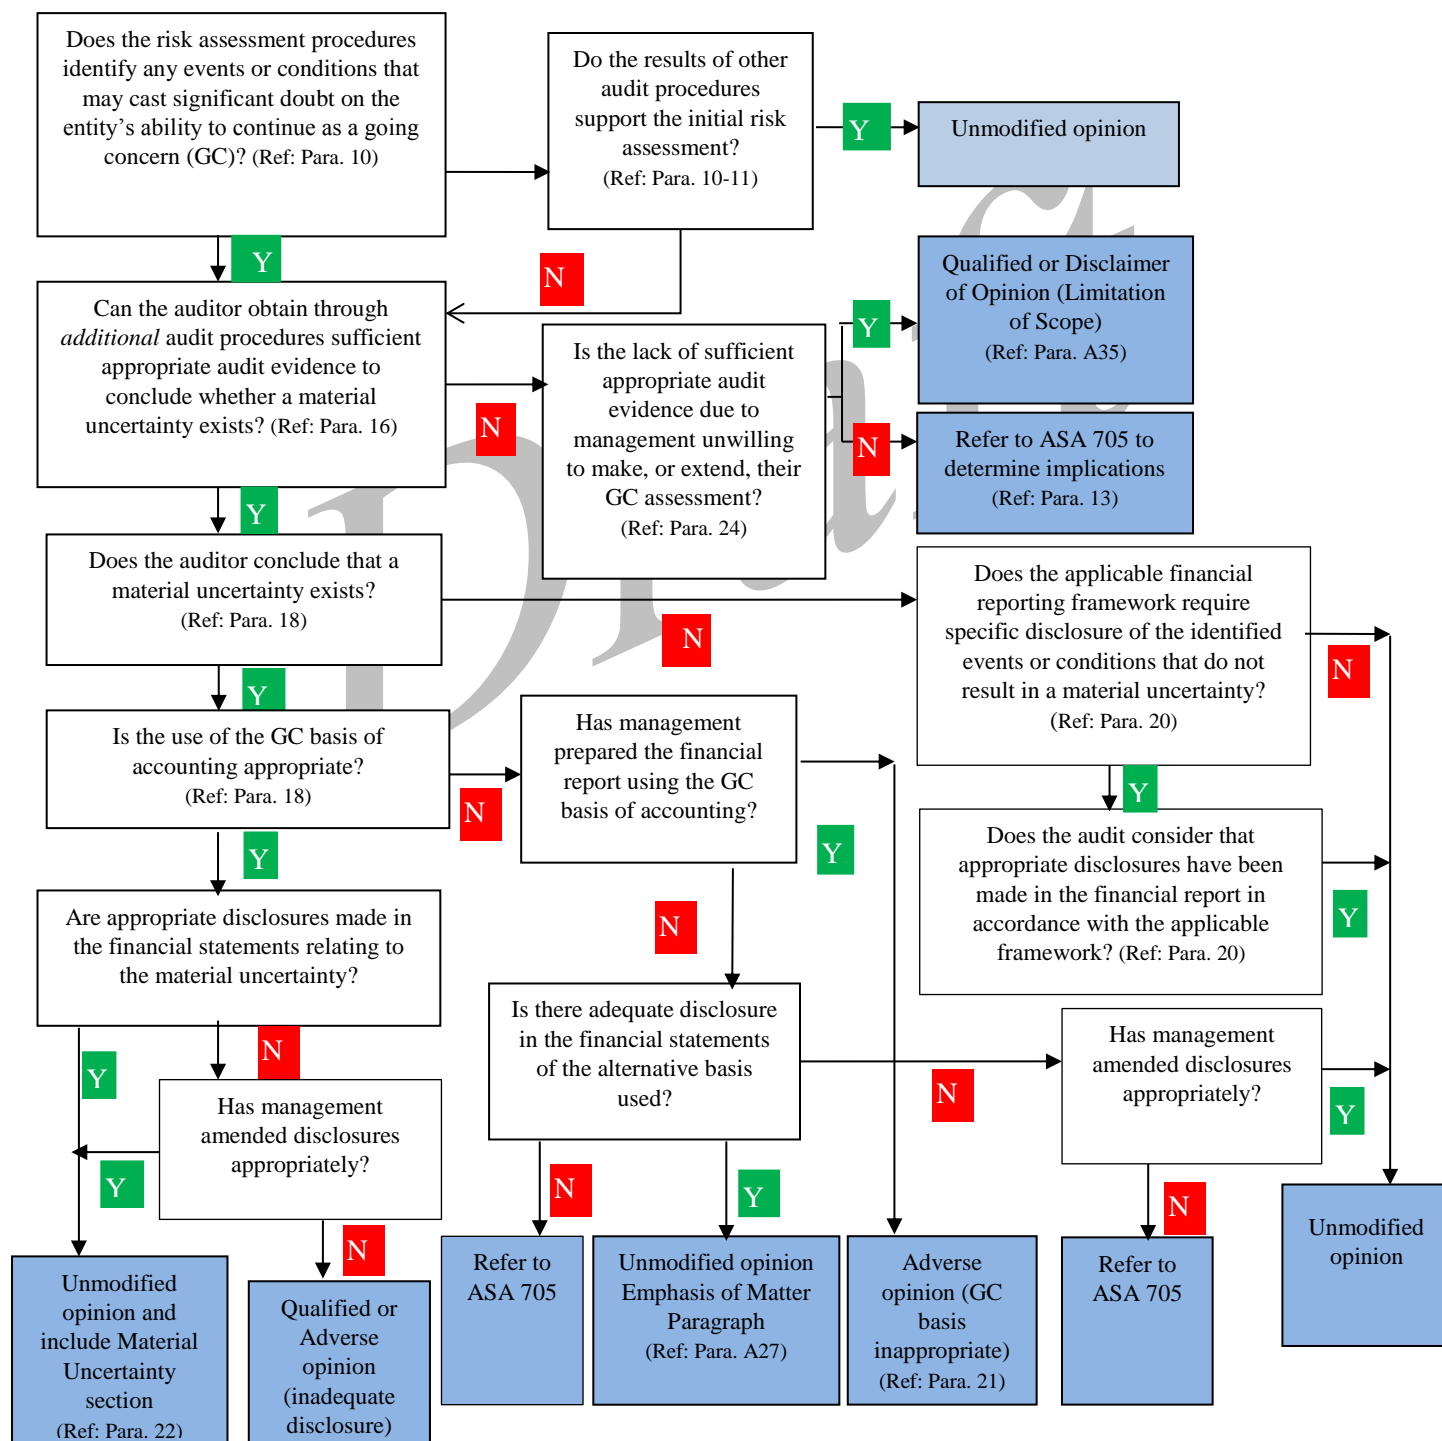 Does the risk assessment procedures
identify any events or conditions that
may cast significant doubt on the
entity's ability to continue as a going
concern (GC)? (Ref: Para. 10)
Do the results of other
audit procedures
support the initial risk
assessment?
(Ref: Para. 10-11)
Y
Unmodified opinion
Y
N
Can the auditor obtain through
additional audit procedures sufficient
appropriate audit evidence to
conclude whether a material
uncertainty exists? (Ref: Para. 16)
N
Is the lack of sufficient
appropriate audit
evidence due to
management unwilling
to make, or extend, their
GC assessment?
(Ref: Para. 24)
Y
Qualified or Disclaimer
of Opinion (Limitation
of Scope)
(Ref: Para. A35)
N
Refer to ASA 705 to
determine implications
(Ref: Para. 13)
Y
Does the auditor conclude that a
material uncertainty exists?
(Ref: Para. 18)
N
Does the applicable financial
reporting framework require
specific disclosure of the identified
events or conditions that do not
result in a material uncertainty?
(Ref: Para. 20)
N
Y
Is the use of the GC basis of
accounting appropriate?
(Ref: Para. 18)
N
Has management
prepared the financial
report using the GC
basis of accounting?
Y
Y
Does the audit consider that
appropriate disclosures have been
made in the financial report in
accordance with the applicable
framework? (Ref: Para. 20)
Y
Y
N
Are appropriate disclosures made in
the financial statements relating to
the material uncertainty?
Is there adequate disclosure
in the financial statements
of the alternative basis
used?
N
Has management
amended disclosures
appropriately?
Y
Y
N
Has management
amended disclosures
appropriately?
Y
N
N
Y
N
Unmodified
opinion and
include Material
Uncertainty
section
(Ref: Para. 22)
Qualified or
Adverse
opinion
(inadequate
disclosure)
Refer to
ASA 705
Unmodified opinion
Emphasis of Matter
Paragraph
(Ref: Para. A27)
Adverse
opinion (GC
basis
inappropriate)
(Ref: Para. 21)
Refer to
ASA 705
Unmodified
opinion
Draft